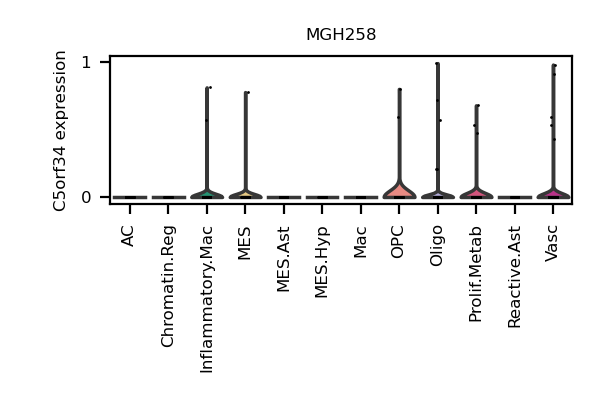 MGH258
C5orf34 expression
1
0
AC
Chromatin.Reg
Inflammatory.Mac
MES
MES.Ast
MES.Hyp
Mac
OPC
Oligo
Prolif.Metab
Reactive.Ast
Vasc